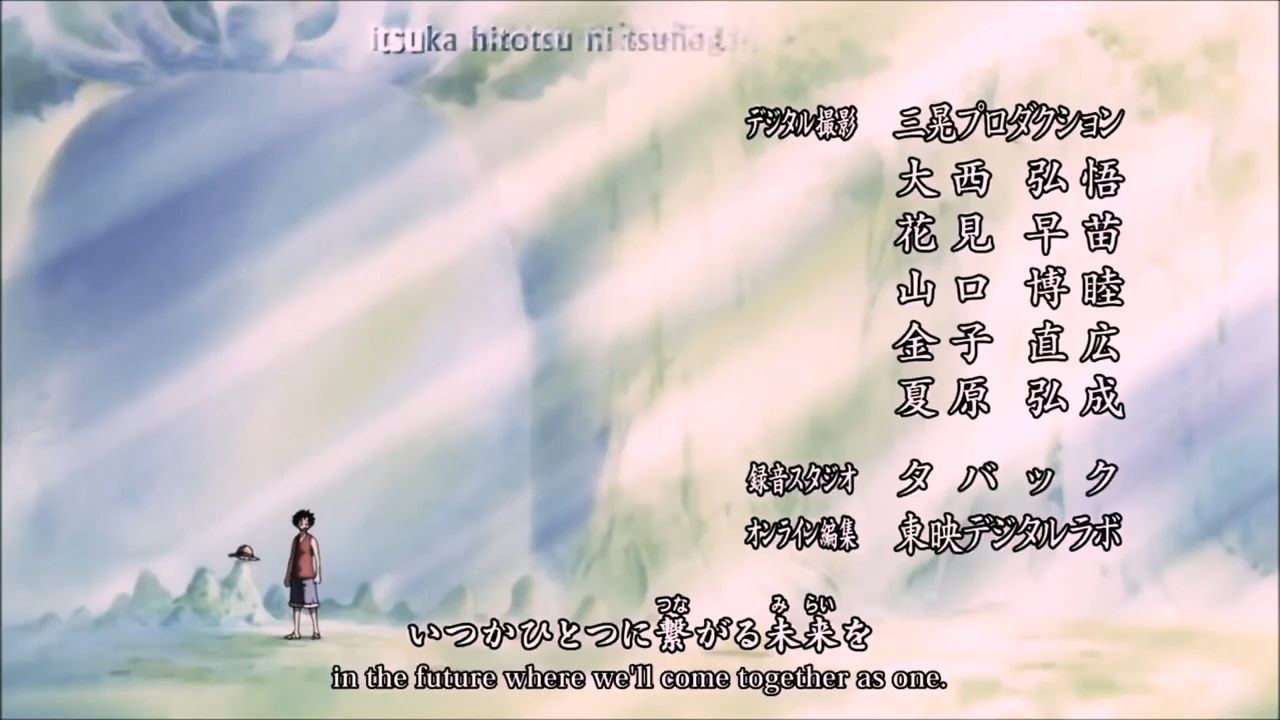 itsuka hitotsu ni tsunag
デジタル撮影 三晃プロダクション
大西 弘悟
花見 早苗
山口 博睦
金子 直広
夏原 弘成
録音スタジオ タバック
オンライン編集 東映デジタルラボ
つな み らい
いつかひとつに繋がる未来を
in the future where we'll come together as one.